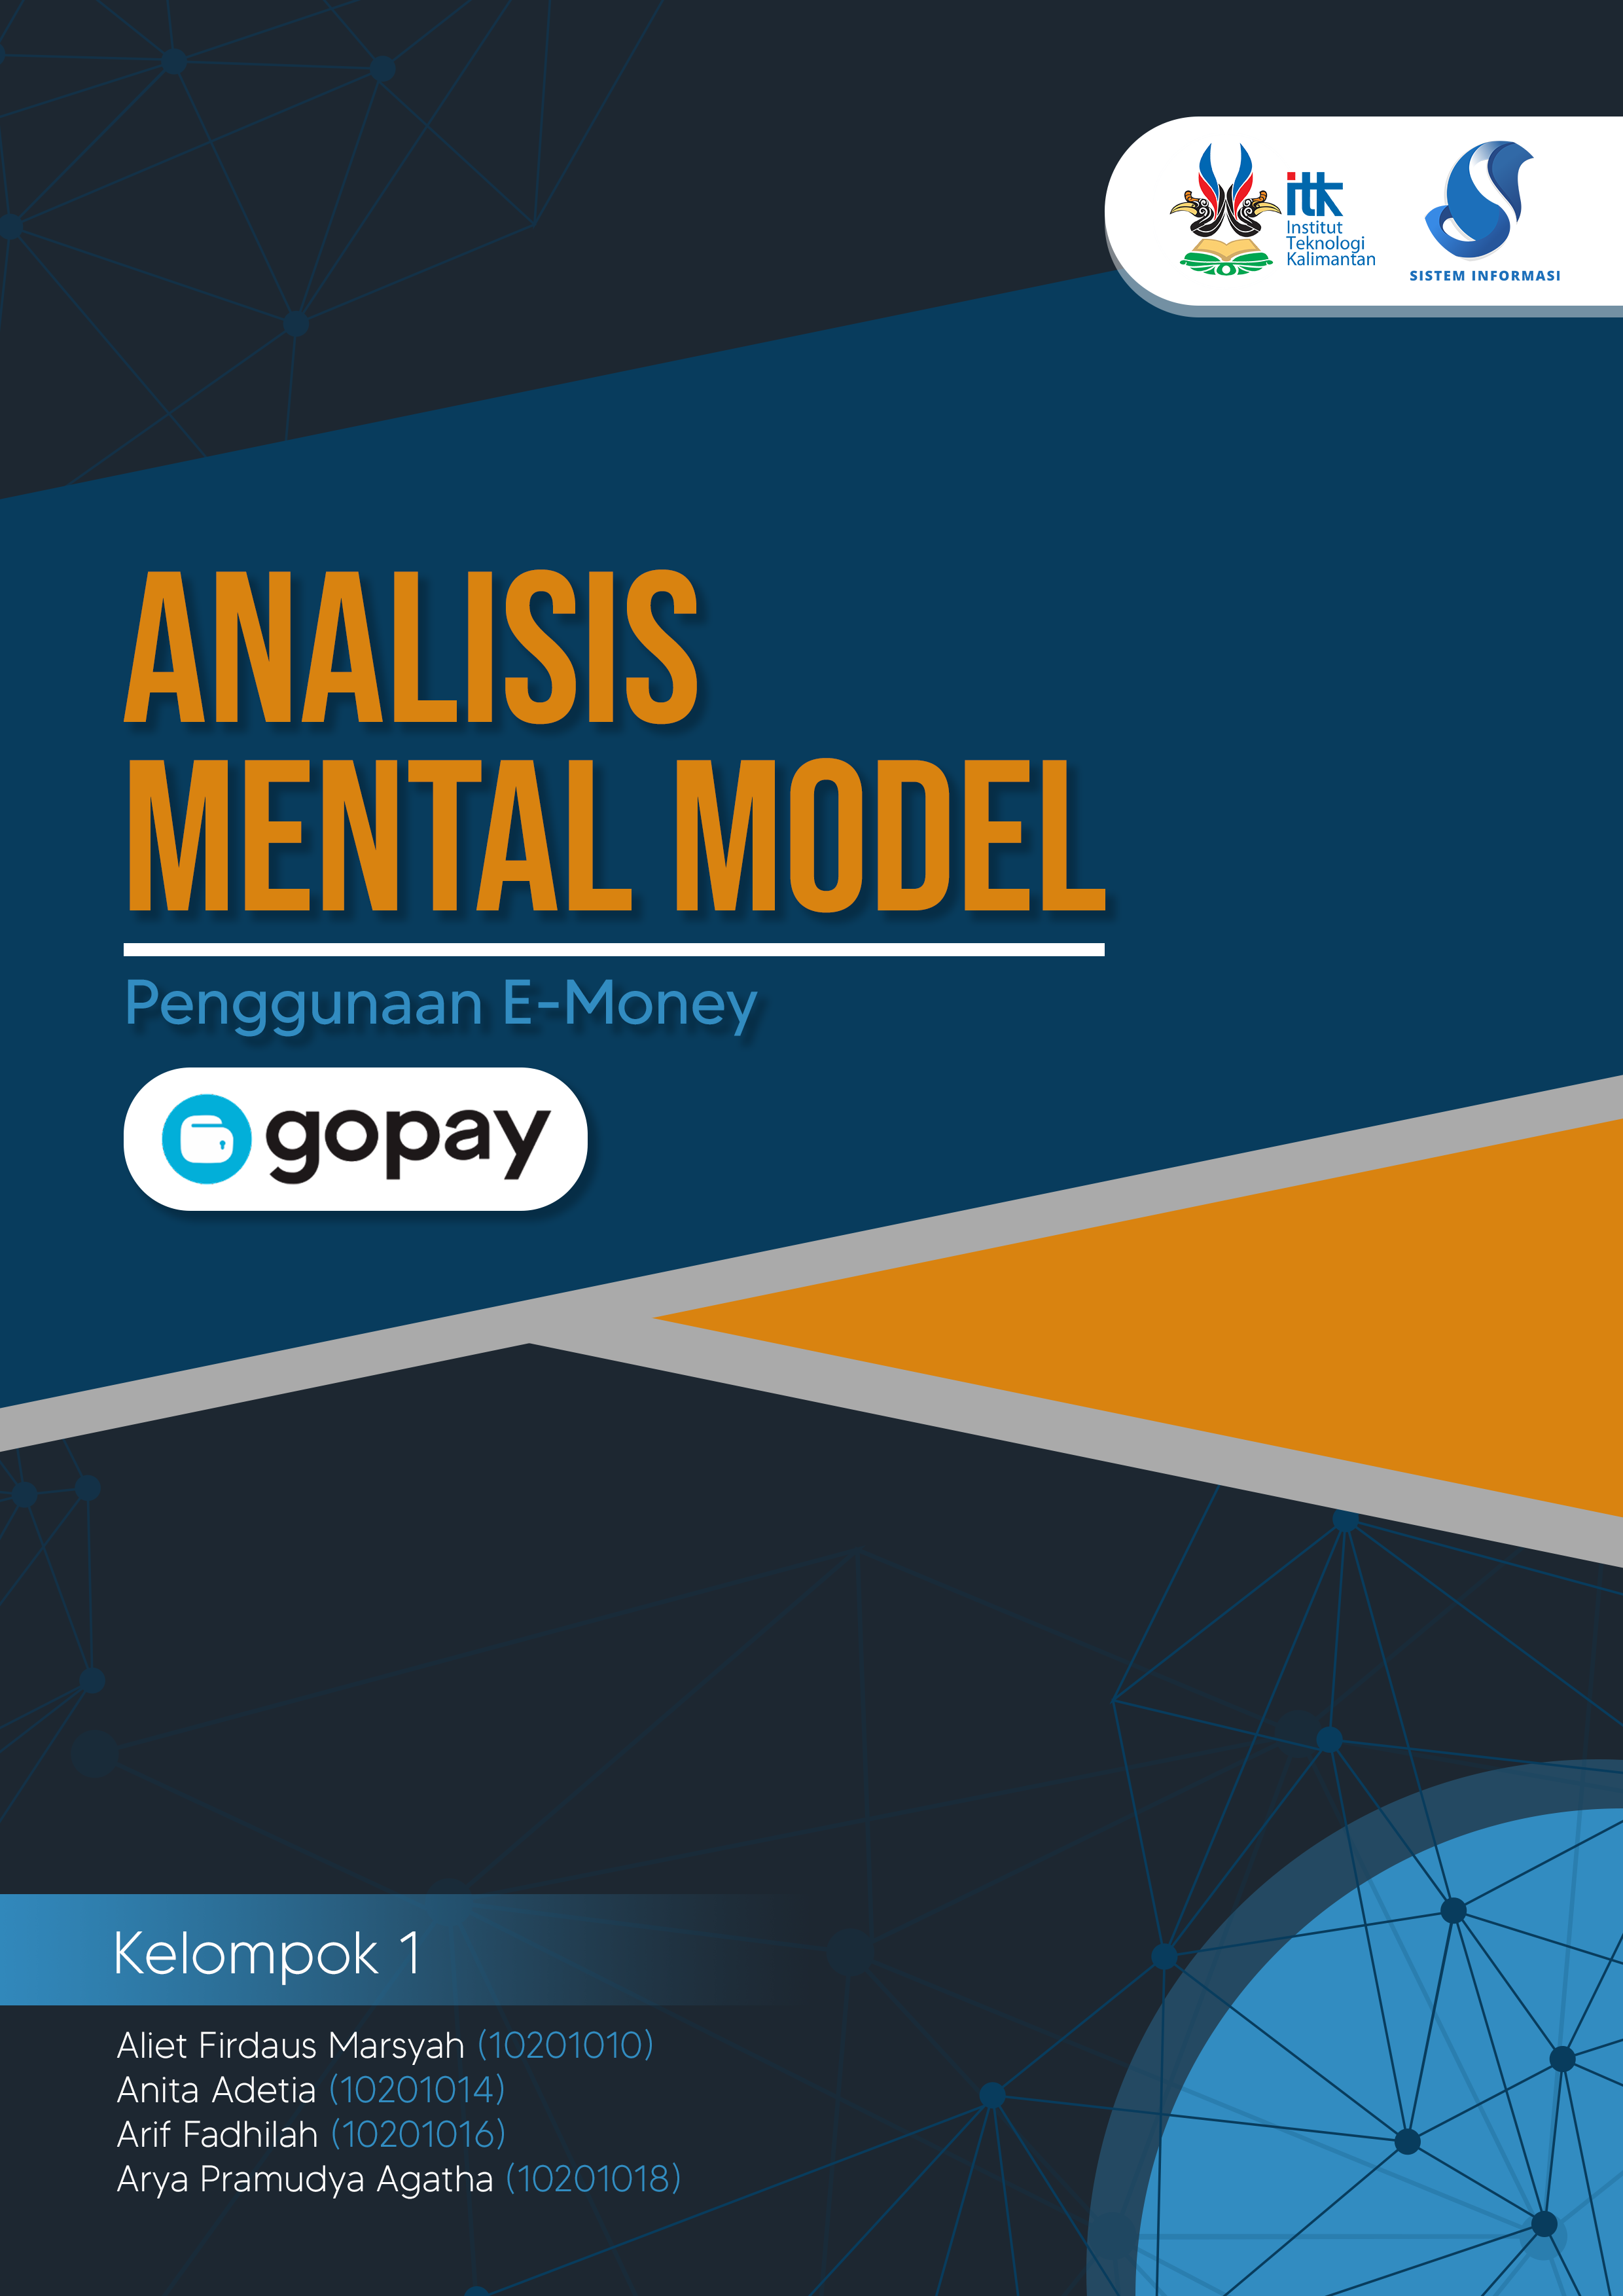 itk
Institut
Teknologi
Kalimantan
SISTEM INFORMASI
ANALISIS
MENTAL MODEL
Penggunaan E-Money
gopay
Kelompok 1
Aliet Firdaus Marsyah (10201010)
Anita Adetia (10201014)
Arif Fadhilah (10201016)
Arya Pramudya Agatha (10201018)